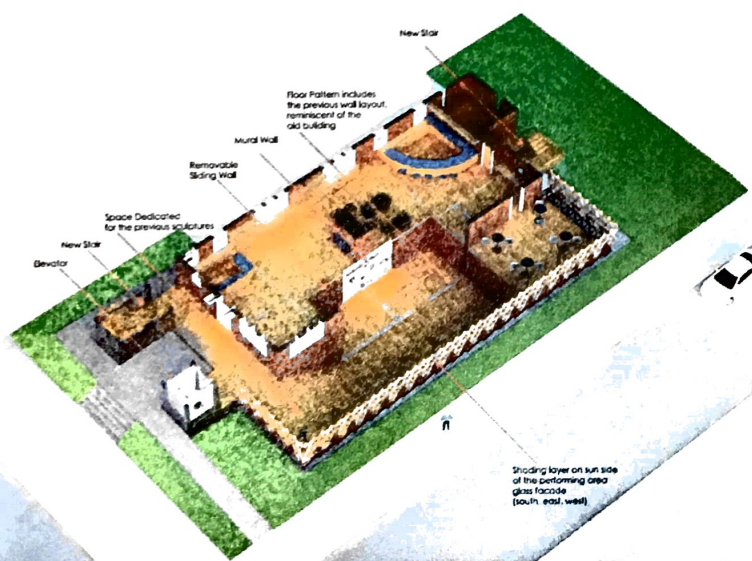 New Stair
Floor Pattern includes
the previous wall layout,
reminiscent of the
old building
Mural Wall
Removable
Sliding Wall
Space Dedicated
for the previous sculptures
New Stair
Elevator
Shading layer on sun side
of the performing area
glass facade
(south, east, west)